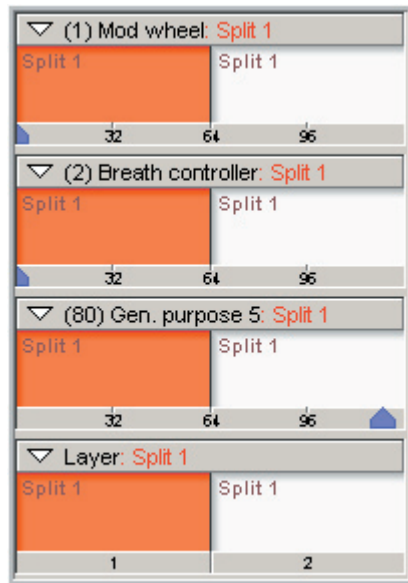 (1) Mod wheel: Split 1
Split 1 Split 1
32 64 96
(2) Breath controller: Split 1
Split 1 Split 1
32 64 96
(80) Gen. purpose 5: Split 1
Split 1 Split 1
32 64 96
Layer: Split 1
Split 1 Split 1
1 2